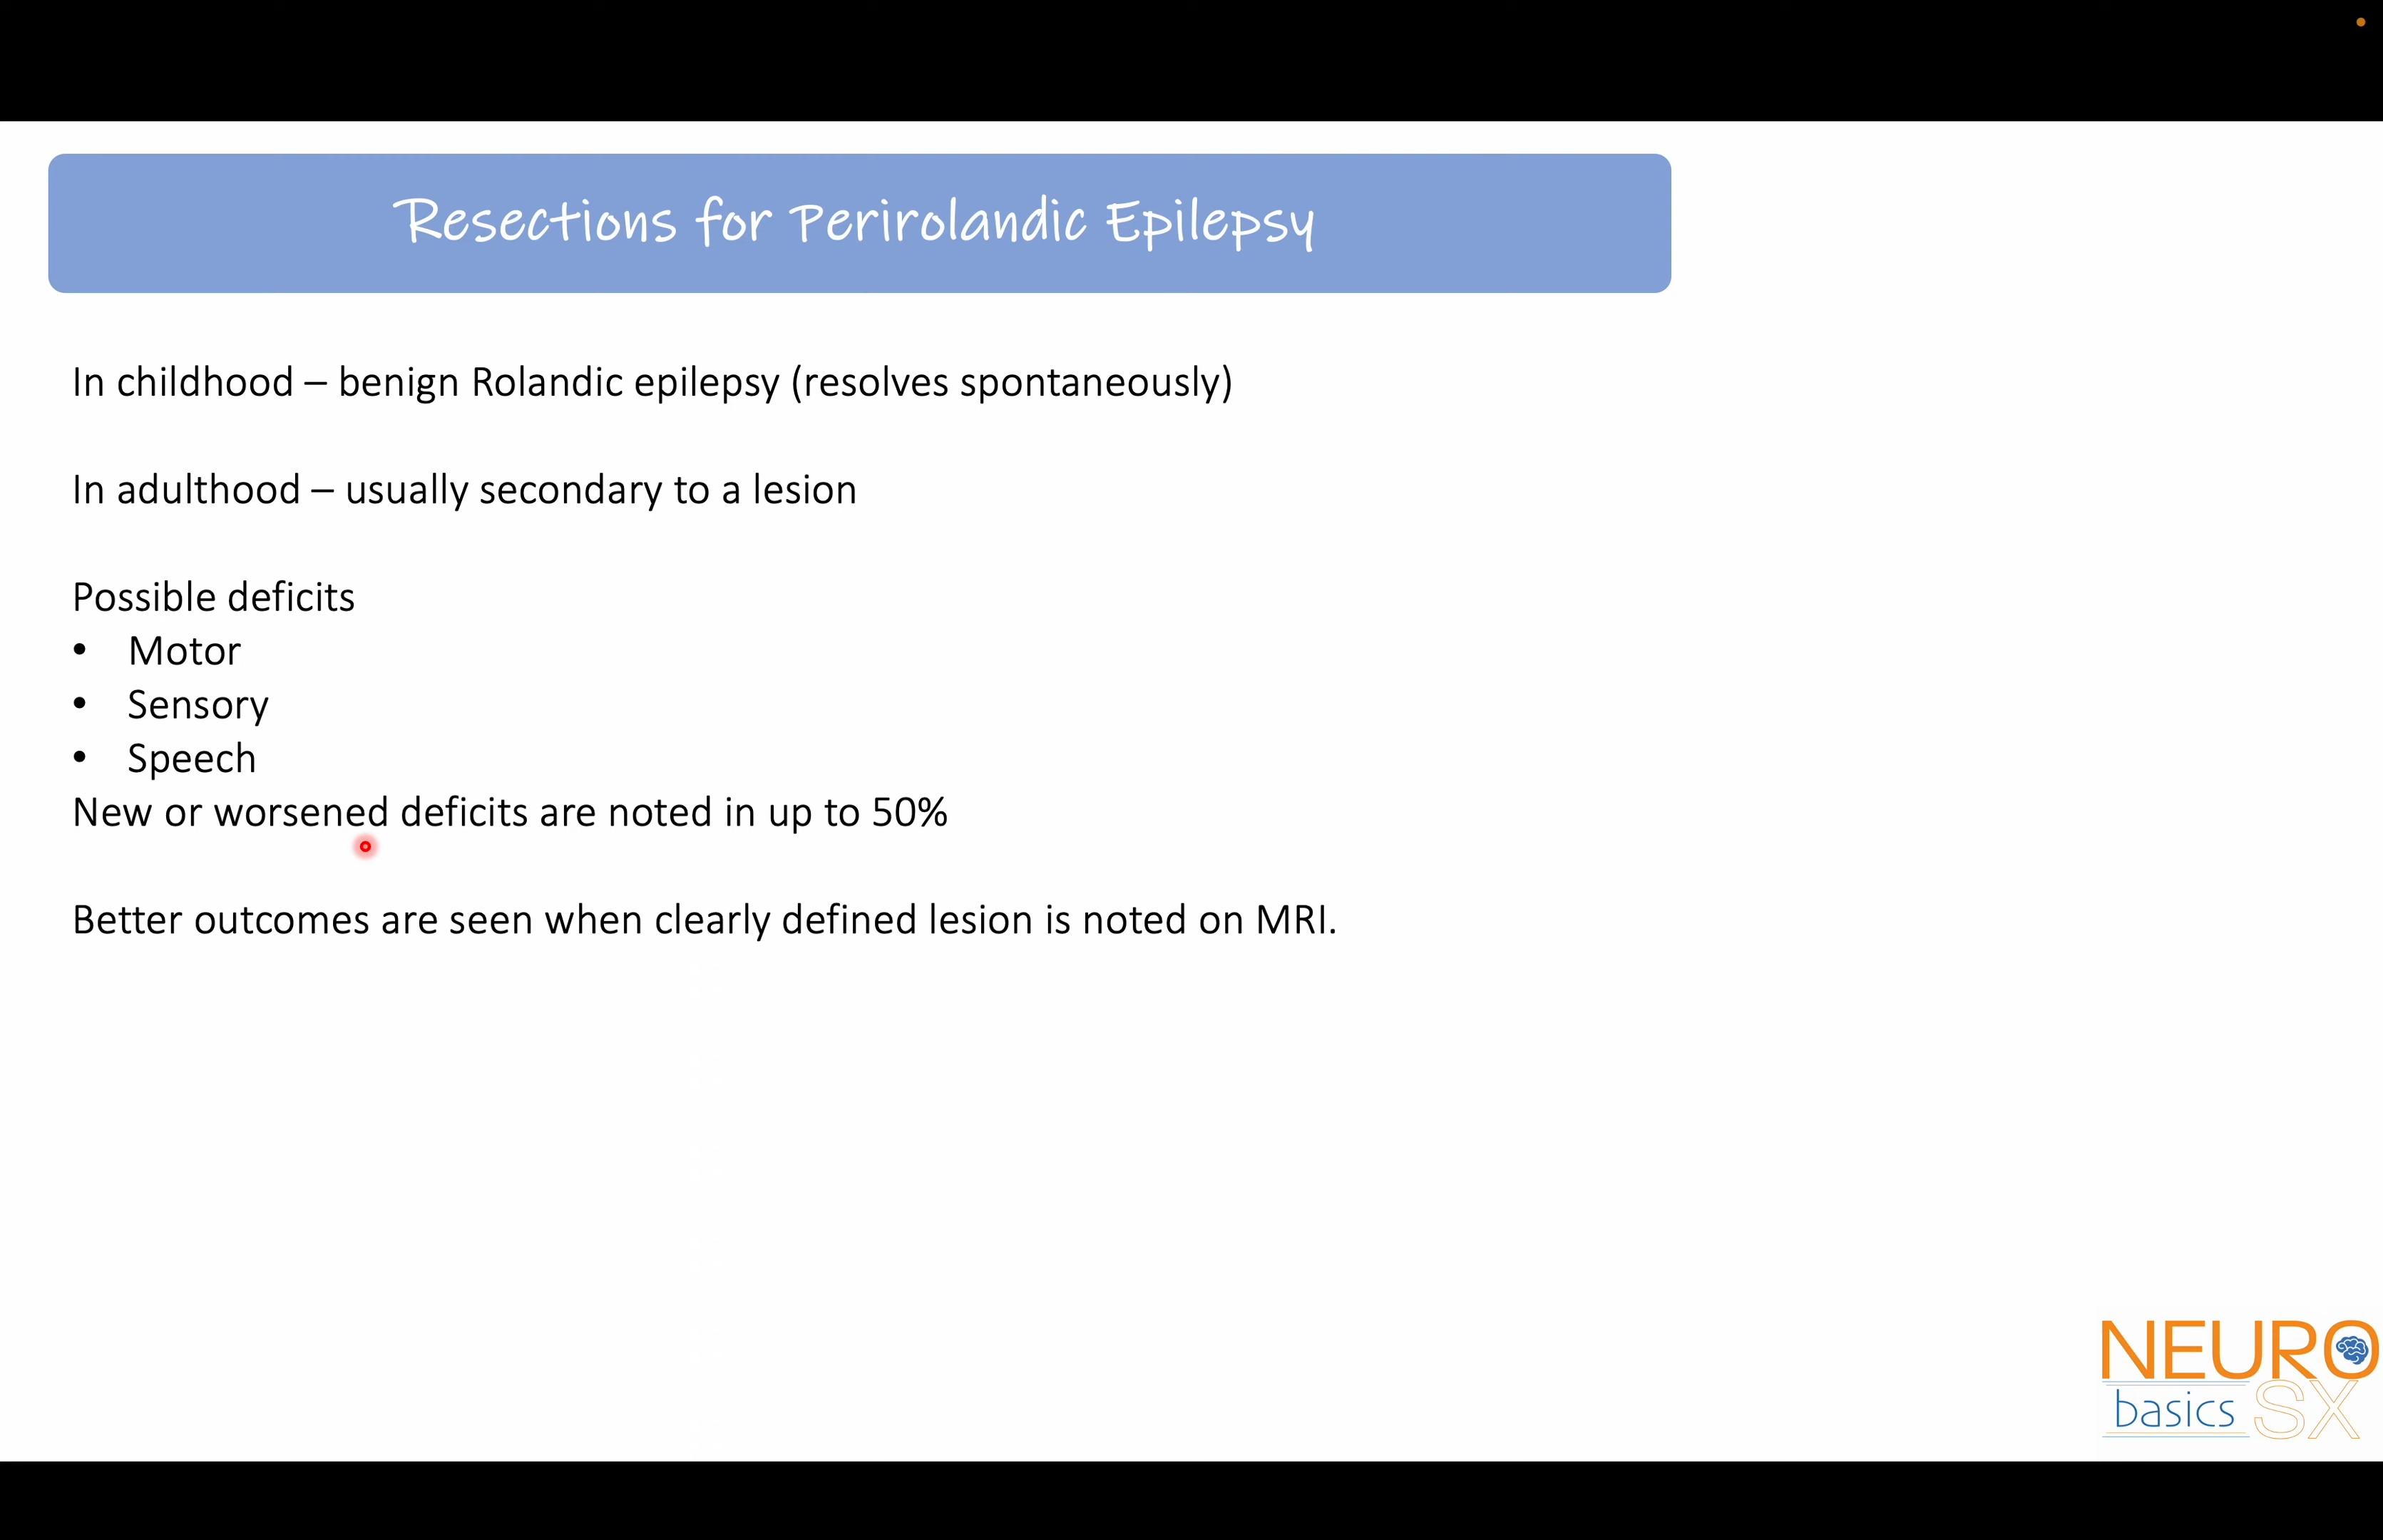 Resections for Perirolandic Epilepsy
In childhood – benign Rolandic epilepsy (resolves spontaneously)
In adulthood – usually secondary to a lesion
Possible deficits
• Motor
• Sensory
• Speech
New or worsened deficits are noted in up to 50%
Better outcomes are seen when clearly defined lesion is noted on MRI.
NEURO
basics SX